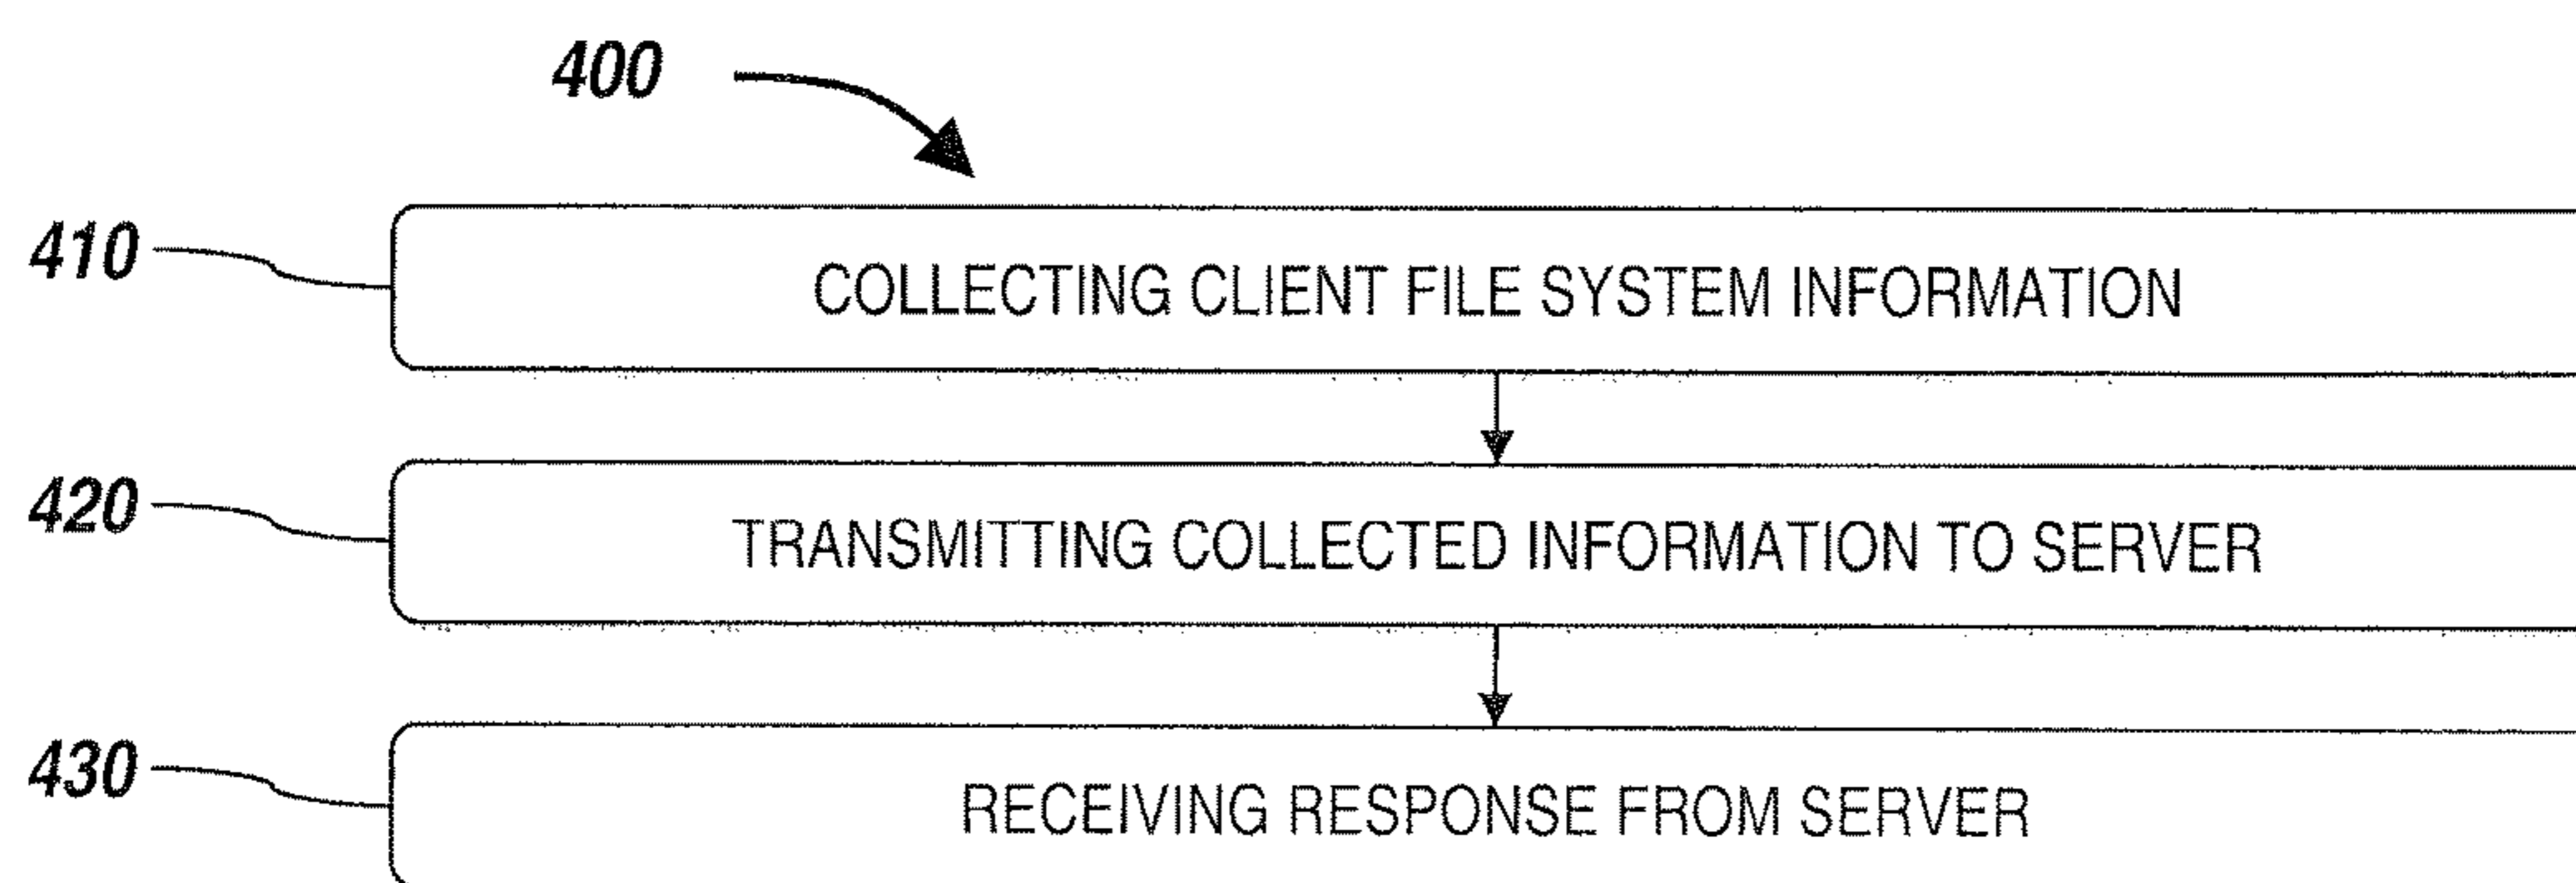 400
410
COLLECTING CLIENT FILE SYSTEM INFORMATION
420
TRANSMITTING COLLECTED INFORMATION TO SERVER
430
RECEIVING RESPONSE FROM SERVER